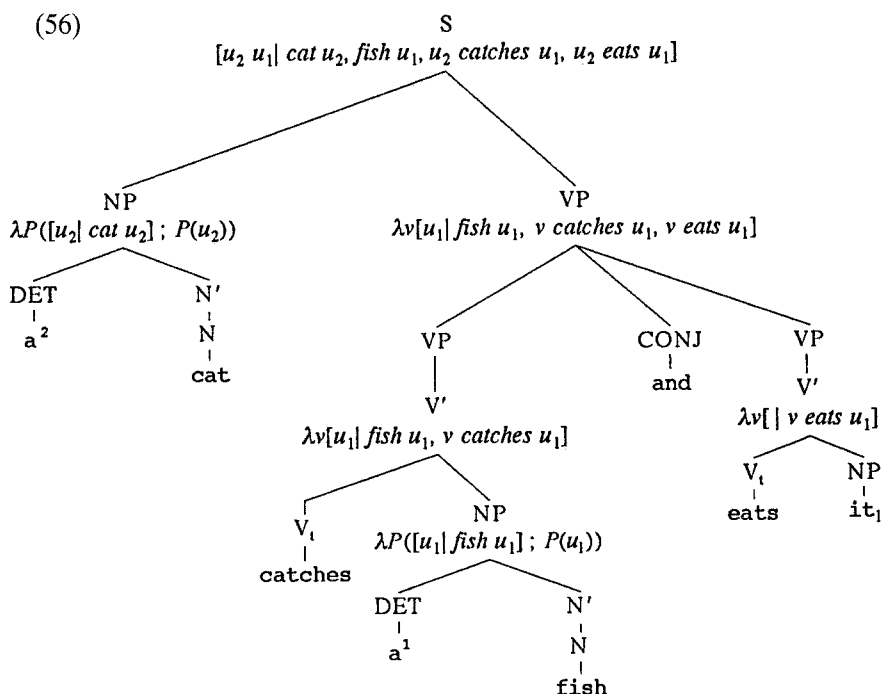 (56)
S
[u₂ u₁| cat u₂, fish u₁, u₂ catches u₁, u₂ eats u₁]
NP VP
λP([u₂| cat u₂] ; P(u₂)) λv[u₁| fish u₁, v catches u₁, v eats u₁]
DET N' VP CONJ VP
a² N and V'
cat V' λv[ | v eats u₁]
λv[u₁| fish u₁, v catches u₁] Vₜ NP
eats it₁
Vₜ NP
catches λP([u₁| fish u₁] ; P(u₁))
DET N'
a¹ N
fish